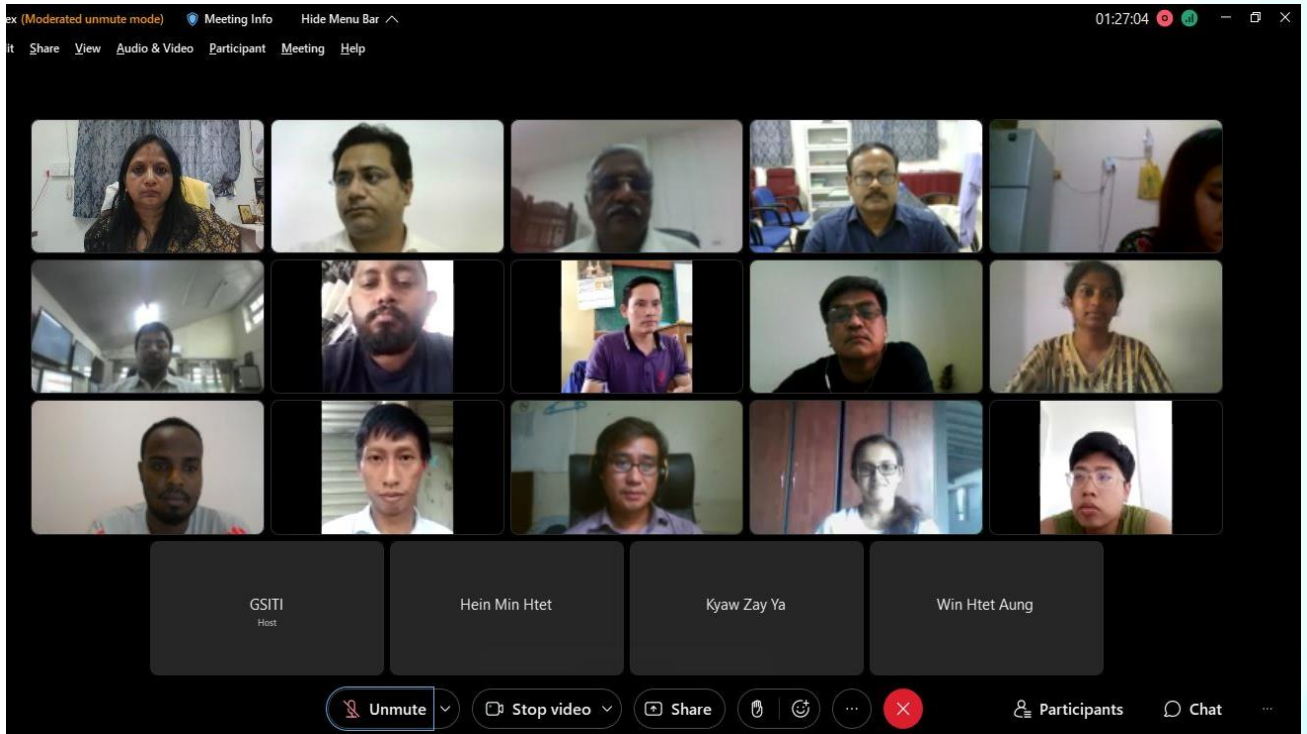 ex (Moderated unmute mode) Meeting Info Hide Menu Bar 01:27:04
it Share View Audio & Video Participant Meeting Help
GSITI
Host
Hein Min Htet
Kyaw Zay Ya
Win Htet Aung
Unmute Stop video Share Participants Chat